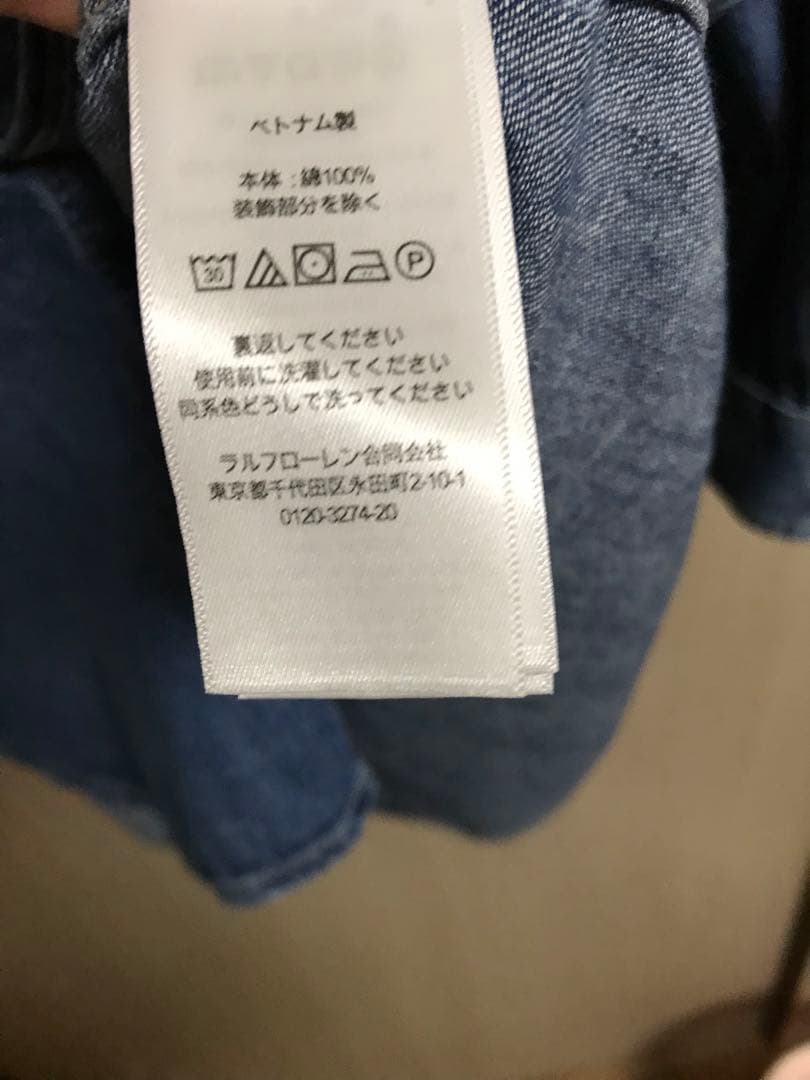 ベトナム製
本体:綿100%
装飾部分を除く
30
P
裏返してください
使用前に洗濯してください
同系色どうしで洗ってください
ラルフローレン合同会社
東京都千代田区永田町2-10-1
0120-3274-20